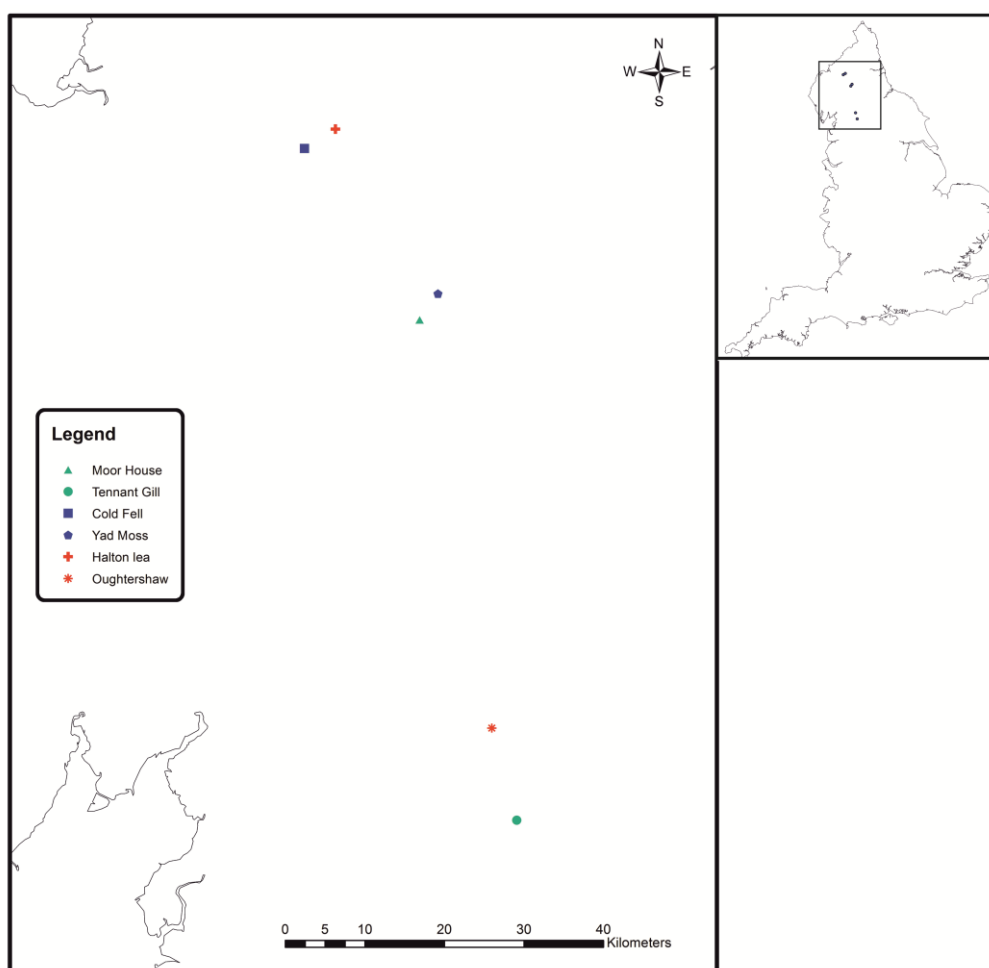 N
W E
S
Legend
Moor House
Tennant Gill
Cold Fell
Yad Moss
Halton lea
Oughtershaw
0 5 10 20 30 40
Kilometers